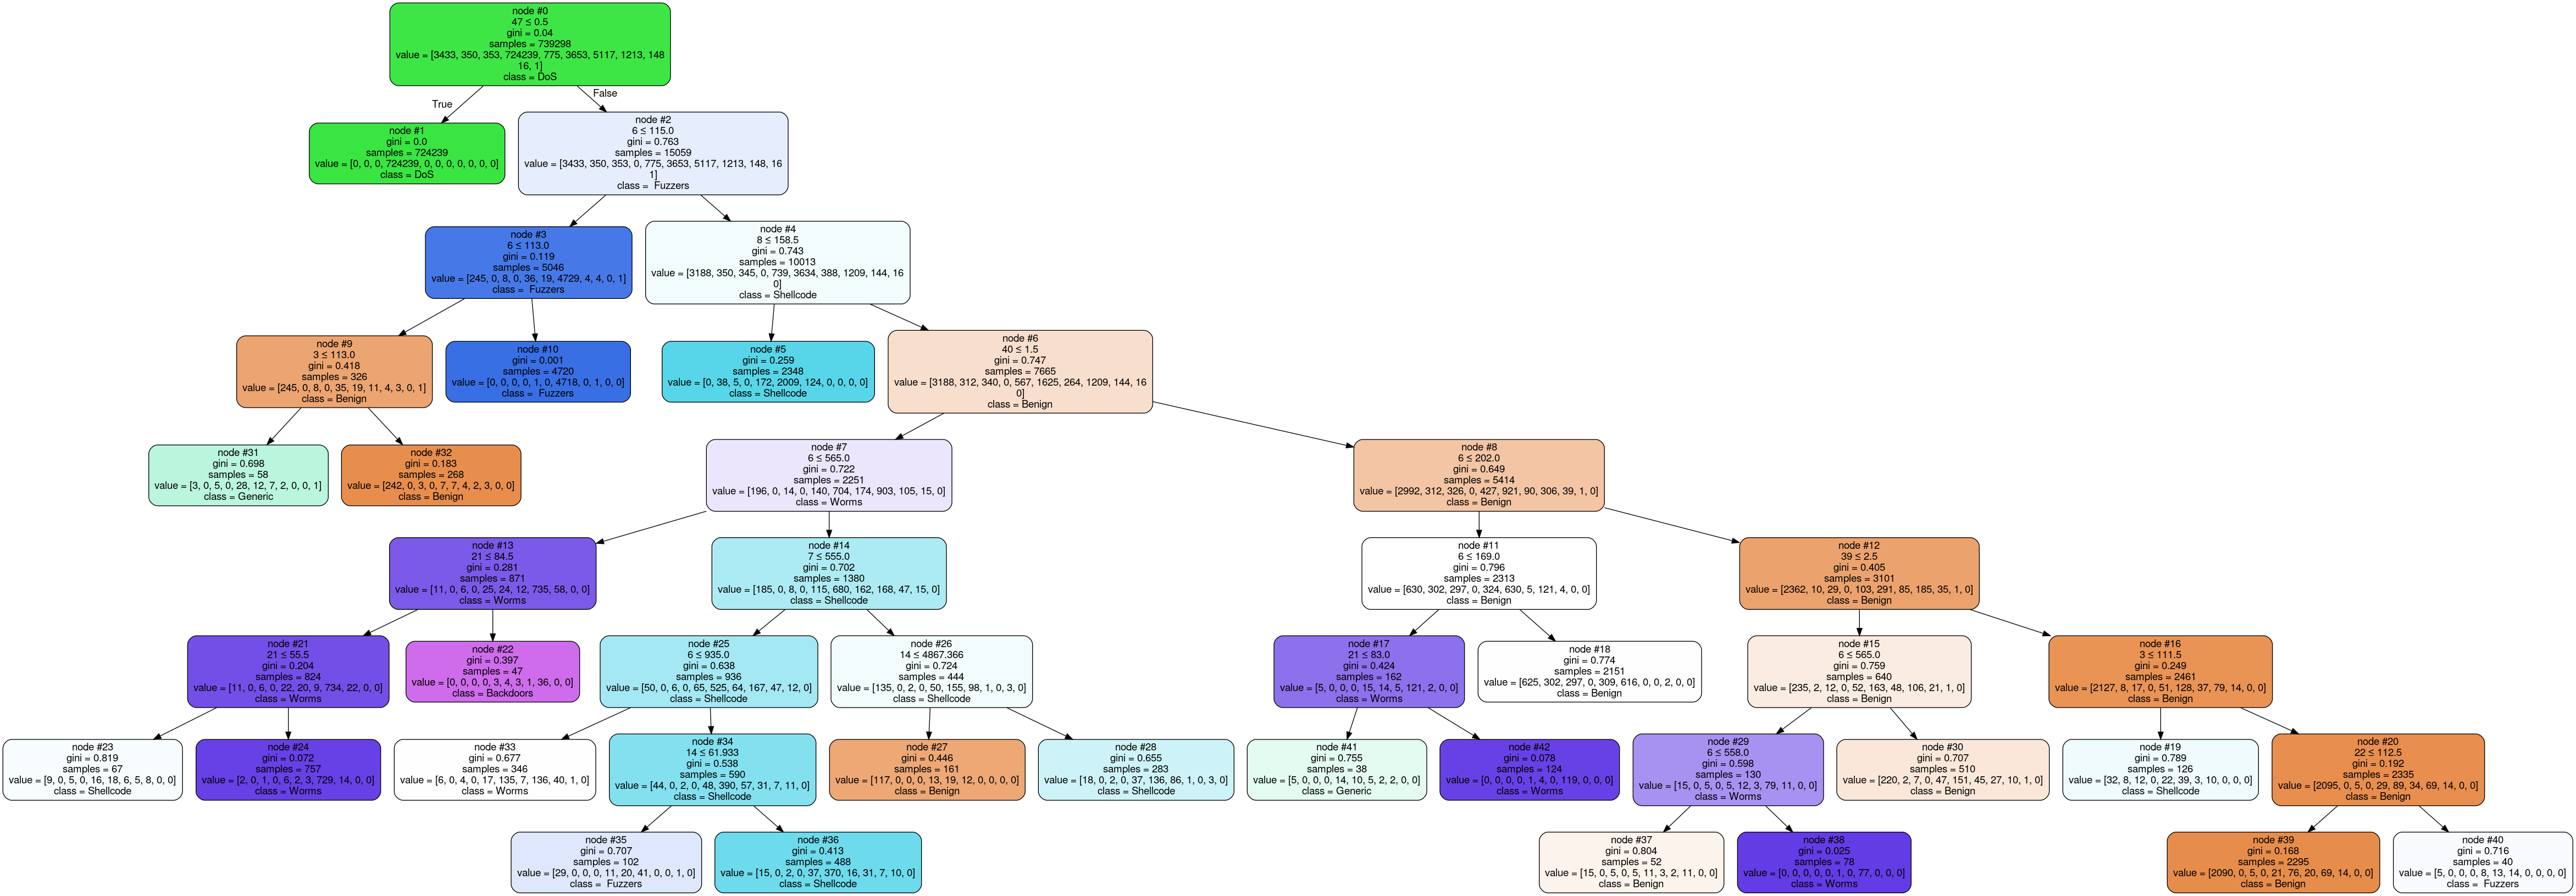 node #0
47 ≤ 0.5
gini = 0.04
samples = 739298
value = [3433, 350, 353, 724239, 775, 3653, 5117, 1213, 148
16, 1]
class = DoS
True
False
node #1
gini = 0.0
samples = 724239
value = [0, 0, 0, 724239, 0, 0, 0, 0, 0, 0, 0]
class = DoS
node #2
6 ≤ 115.0
gini = 0.763
samples = 15059
value = [3433, 350, 353, 0, 775, 3653, 5117, 1213, 148, 16
1]
class =  Fuzzers
node #3
6 ≤ 113.0
gini = 0.119
samples = 5046
value = [245, 0, 8, 0, 36, 19, 4729, 4, 4, 0, 1]
class =  Fuzzers
node #4
8 ≤ 158.5
gini = 0.743
samples = 10013
value = [3188, 350, 345, 0, 739, 3634, 388, 1209, 144, 16
0]
class = Shellcode
node #9
3 ≤ 113.0
gini = 0.418
samples = 326
value = [245, 0, 8, 0, 35, 19, 11, 4, 3, 0, 1]
class = Benign
node #10
gini = 0.001
samples = 4720
value = [0, 0, 0, 0, 1, 0, 4718, 0, 1, 0, 0]
class =  Fuzzers
node #5
gini = 0.259
samples = 2348
value = [0, 38, 5, 0, 172, 2009, 124, 0, 0, 0, 0]
class = Shellcode
node #6
40 ≤ 1.5
gini = 0.747
samples = 7665
value = [3188, 312, 340, 0, 567, 1625, 264, 1209, 144, 16
0]
class = Benign
node #31
gini = 0.698
samples = 58
value = [3, 0, 5, 0, 28, 12, 7, 2, 0, 0, 1]
class = Generic
node #32
gini = 0.183
samples = 268
value = [242, 0, 3, 0, 7, 7, 4, 2, 3, 0, 0]
class = Benign
node #7
6 ≤ 565.0
gini = 0.722
samples = 2251
value = [196, 0, 14, 0, 140, 704, 174, 903, 105, 15, 0]
class = Worms
node #8
6 ≤ 202.0
gini = 0.649
samples = 5414
value = [2992, 312, 326, 0, 427, 921, 90, 306, 39, 1, 0]
class = Benign
node #13
21 ≤ 84.5
gini = 0.281
samples = 871
value = [11, 0, 6, 0, 25, 24, 12, 735, 58, 0, 0]
class = Worms
node #14
7 ≤ 555.0
gini = 0.702
samples = 1380
value = [185, 0, 8, 0, 115, 680, 162, 168, 47, 15, 0]
class = Shellcode
node #11
6 ≤ 169.0
gini = 0.796
samples = 2313
value = [630, 302, 297, 0, 324, 630, 5, 121, 4, 0, 0]
class = Benign
node #12
39 ≤ 2.5
gini = 0.405
samples = 3101
value = [2362, 10, 29, 0, 103, 291, 85, 185, 35, 1, 0]
class = Benign
node #21
21 ≤ 55.5
gini = 0.204
samples = 824
value = [11, 0, 6, 0, 22, 20, 9, 734, 22, 0, 0]
class = Worms
node #22
gini = 0.397
samples = 47
value = [0, 0, 0, 0, 3, 4, 3, 1, 36, 0, 0]
class = Backdoors
node #25
6 ≤ 935.0
gini = 0.638
samples = 936
value = [50, 0, 6, 0, 65, 525, 64, 167, 47, 12, 0]
class = Shellcode
node #26
14 ≤ 4867.366
gini = 0.724
samples = 444
value = [135, 0, 2, 0, 50, 155, 98, 1, 0, 3, 0]
class = Shellcode
node #17
21 ≤ 83.0
gini = 0.424
samples = 162
value = [5, 0, 0, 0, 15, 14, 5, 121, 2, 0, 0]
class = Worms
node #18
gini = 0.774
samples = 2151
value = [625, 302, 297, 0, 309, 616, 0, 0, 2, 0, 0]
class = Benign
node #15
6 ≤ 565.0
gini = 0.759
samples = 640
value = [235, 2, 12, 0, 52, 163, 48, 106, 21, 1, 0]
class = Benign
node #16
3 ≤ 111.5
gini = 0.249
samples = 2461
value = [2127, 8, 17, 0, 51, 128, 37, 79, 14, 0, 0]
class = Benign
node #23
gini = 0.819
samples = 67
value = [9, 0, 5, 0, 16, 18, 6, 5, 8, 0, 0]
class = Shellcode
node #24
gini = 0.072
samples = 757
value = [2, 0, 1, 0, 6, 2, 3, 729, 14, 0, 0]
class = Worms
node #33
gini = 0.677
samples = 346
value = [6, 0, 4, 0, 17, 135, 7, 136, 40, 1, 0]
class = Worms
node #34
14 ≤ 61.933
gini = 0.538
samples = 590
value = [44, 0, 2, 0, 48, 390, 57, 31, 7, 11, 0]
class = Shellcode
node #27
gini = 0.446
samples = 161
value = [117, 0, 0, 0, 13, 19, 12, 0, 0, 0, 0]
class = Benign
node #28
gini = 0.655
samples = 283
value = [18, 0, 2, 0, 37, 136, 86, 1, 0, 3, 0]
class = Shellcode
node #41
gini = 0.755
samples = 38
value = [5, 0, 0, 0, 14, 10, 5, 2, 2, 0, 0]
class = Generic
node #42
gini = 0.078
samples = 124
value = [0, 0, 0, 0, 1, 4, 0, 119, 0, 0, 0]
class = Worms
node #29
6 ≤ 558.0
gini = 0.598
samples = 130
value = [15, 0, 5, 0, 5, 12, 3, 79, 11, 0, 0]
class = Worms
node #30
gini = 0.707
samples = 510
value = [220, 2, 7, 0, 47, 151, 45, 27, 10, 1, 0]
class = Benign
node #19
gini = 0.789
samples = 126
value = [32, 8, 12, 0, 22, 39, 3, 10, 0, 0, 0]
class = Shellcode
node #20
22 ≤ 112.5
gini = 0.192
samples = 2335
value = [2095, 0, 5, 0, 29, 89, 34, 69, 14, 0, 0]
class = Benign
node #35
gini = 0.707
samples = 102
value = [29, 0, 0, 0, 11, 20, 41, 0, 0, 1, 0]
class =  Fuzzers
node #36
gini = 0.413
samples = 488
value = [15, 0, 2, 0, 37, 370, 16, 31, 7, 10, 0]
class = Shellcode
node #37
gini = 0.804
samples = 52
value = [15, 0, 5, 0, 5, 11, 3, 2, 11, 0, 0]
class = Benign
node #38
gini = 0.025
samples = 78
value = [0, 0, 0, 0, 0, 1, 0, 77, 0, 0, 0]
class = Worms
node #39
gini = 0.168
samples = 2295
value = [2090, 0, 5, 0, 21, 76, 20, 69, 14, 0, 0]
class = Benign
node #40
gini = 0.716
samples = 40
value = [5, 0, 0, 0, 8, 13, 14, 0, 0, 0, 0]
class =  Fuzzers